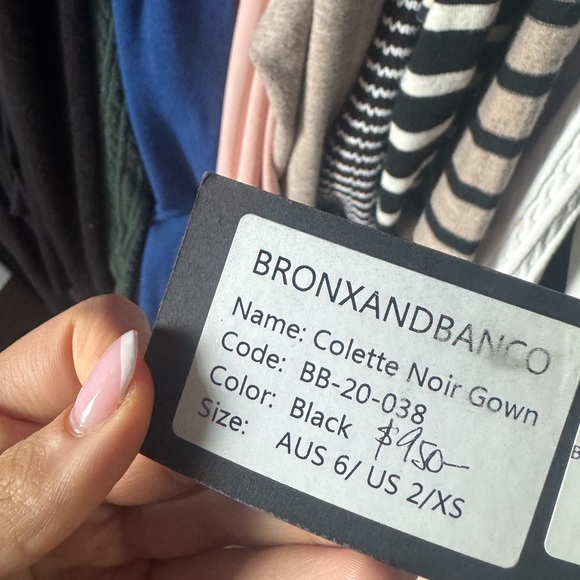 BRONXANDBANCO
Name: Colette Noir Gown
Code: BB-20-038
Color: Black $950-
Size: AUS 6/ US 2/XS
B